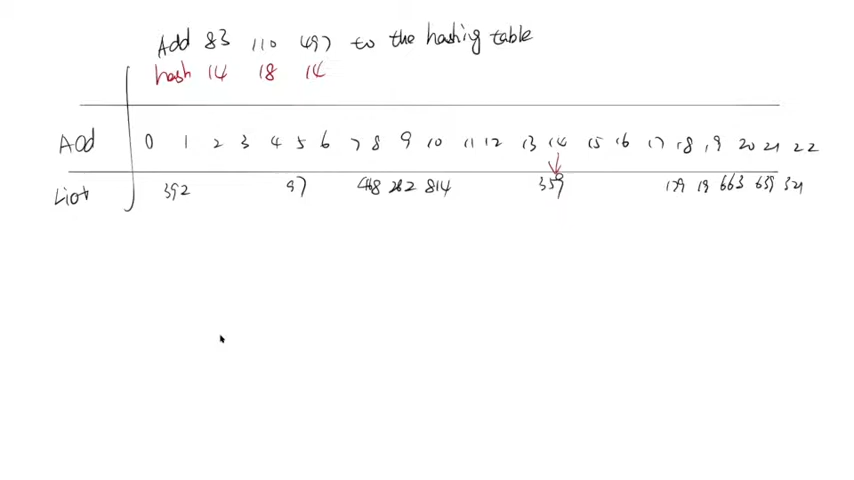 Add 83 110 497 to the hashing table
hash 14 18 14
Add 0 1 2 3 4 5 6 7 8 9 10 11 12 13 14 15 16 17 18 19 20 21 22
List 392 97 468 282 814 359 179 19 663 659 321